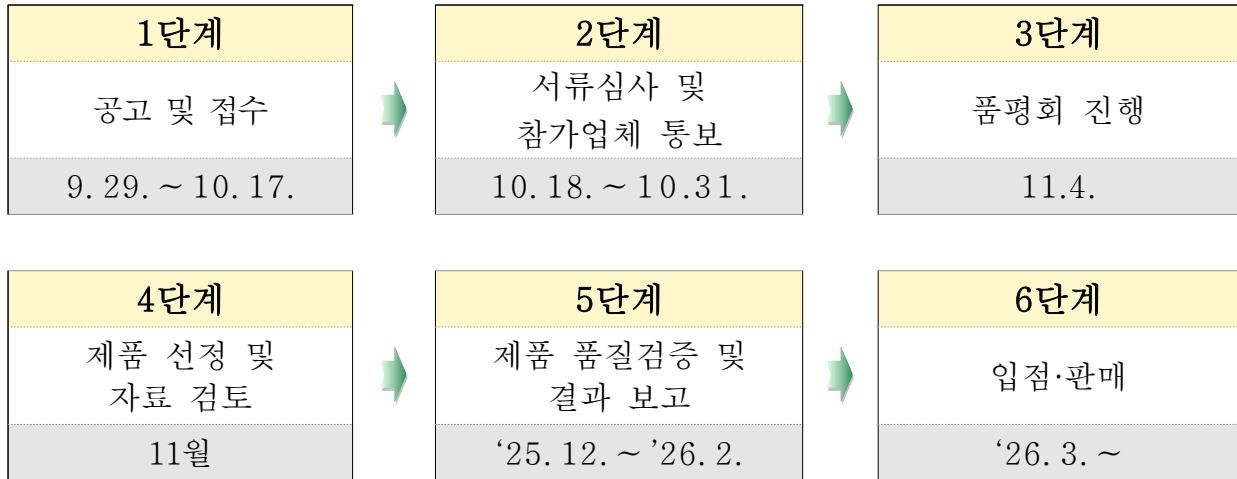 1단계
공고 및 접수
9. 29. ~ 10. 17.
2단계
서류심사 및
참가업체 통보
10. 18. ~ 10. 31.
3단계
품평회 진행
11.4.
4단계
제품 선정 및
자료 검토
11월
5단계
제품 품질검증 및
결과 보고
‘25. 12. ~ ’26. 2.
6단계
입점·판매
‘26. 3. ~